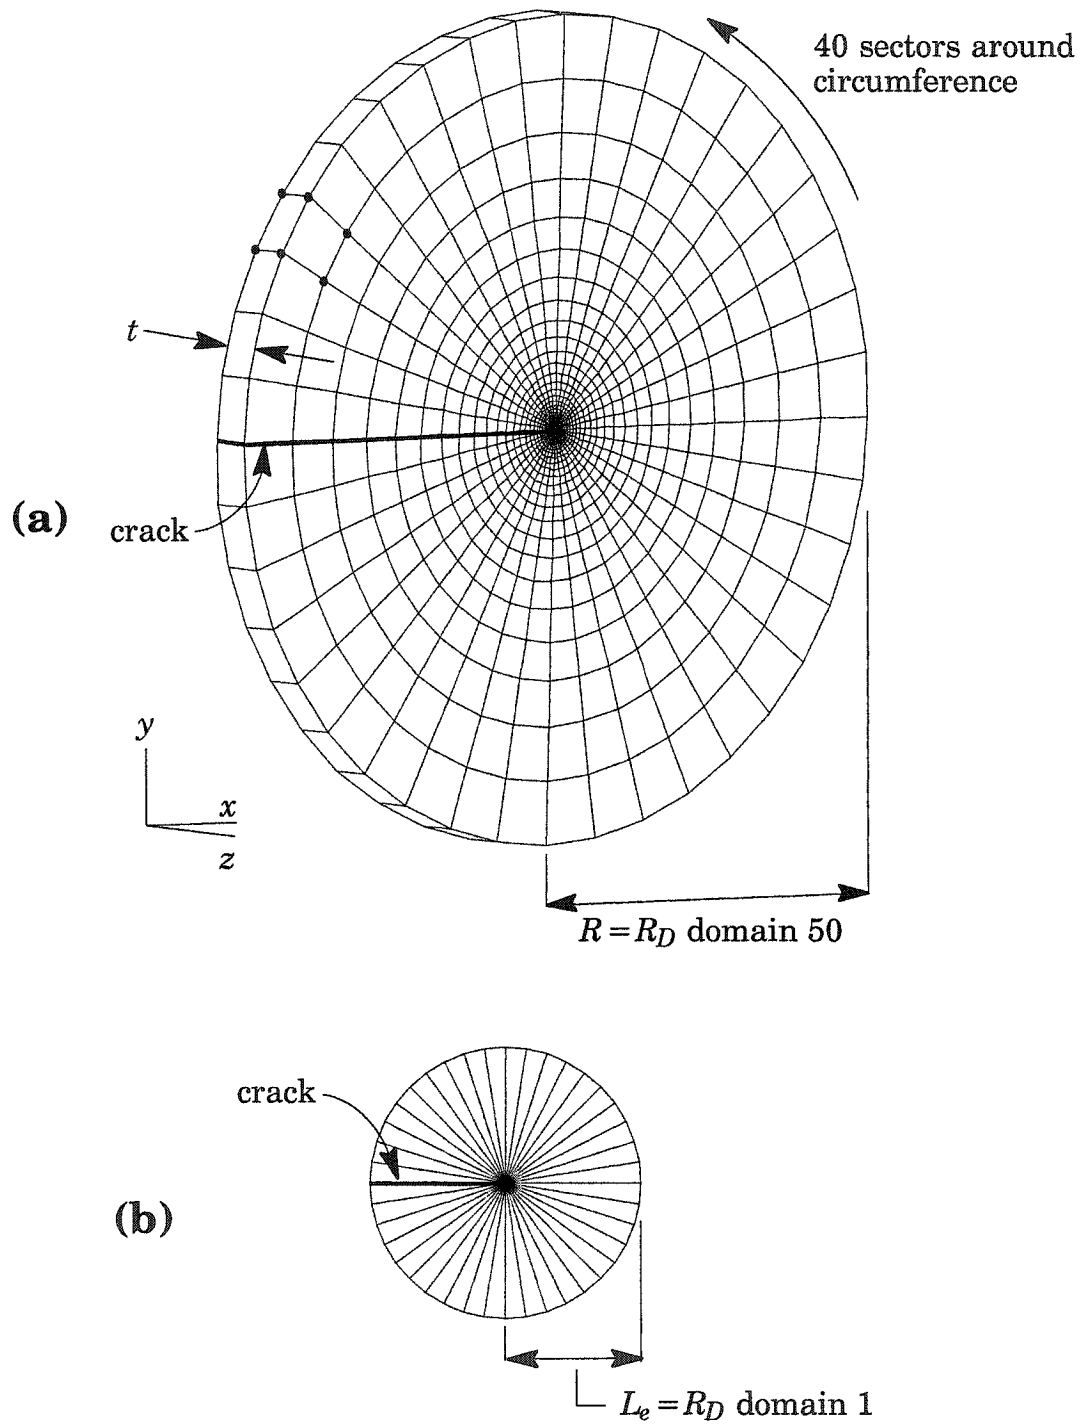 40 sectors around
circumference
t
crack
(a)
y
x
z
R = R_D domain 50
crack
(b)
L_e = R_D domain 1